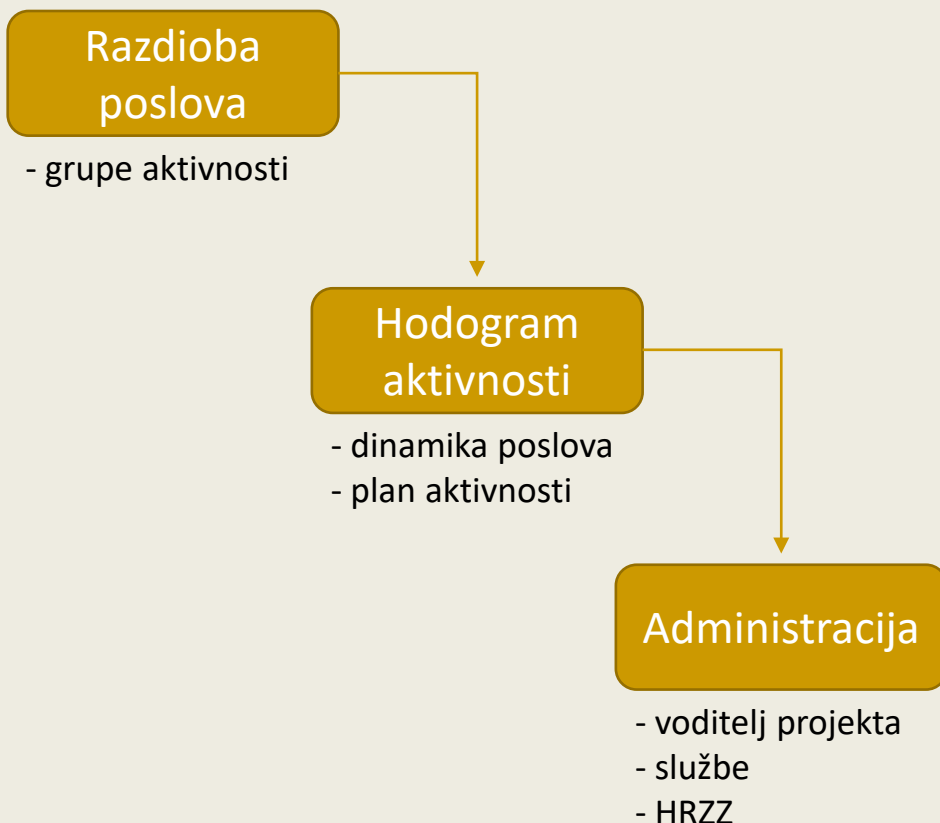 Razdioba
poslova
- grupe aktivnosti
Hodogram
aktivnosti
- dinamika poslova
- plan aktivnosti
Administracija
- voditelj projekta
- službe
- HRZZ